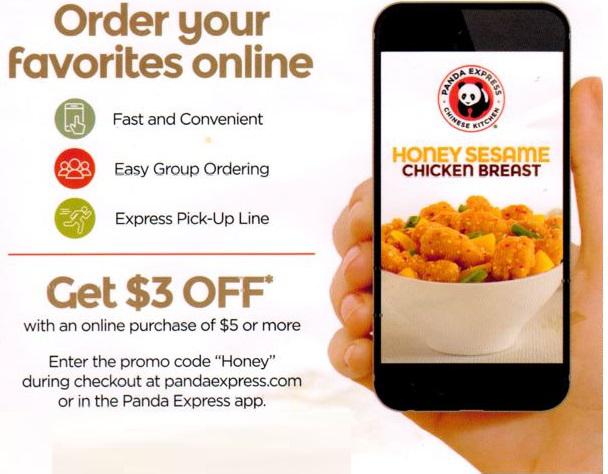 Order your
favorites online
Fast and Convenient
Easy Group Ordering
Express Pick-Up Line
Get $3 OFF*
with an online purchase of $5 or more
Enter the promo code “Honey”
during checkout at pandaexpress.com
or in the Panda Express app.
PANDA EXPRESS
CHINESE KITCHEN
HONEY SESAME
CHICKEN BREAST